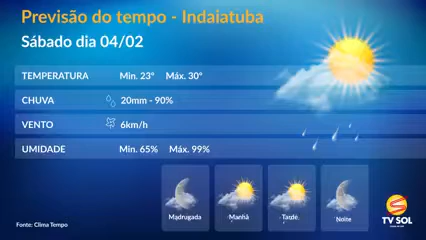 Previsão do tempo - Indaiatuba
Sábado dia 04/02
TEMPERATURA Min. 23° Máx. 30°
CHUVA 20mm - 90%
VENTO 6km/h
UMIDADE Min. 65% Máx. 99%
Madrugada Manhã Tarde Noite
Fonte: Clima Tempo
TV SOL